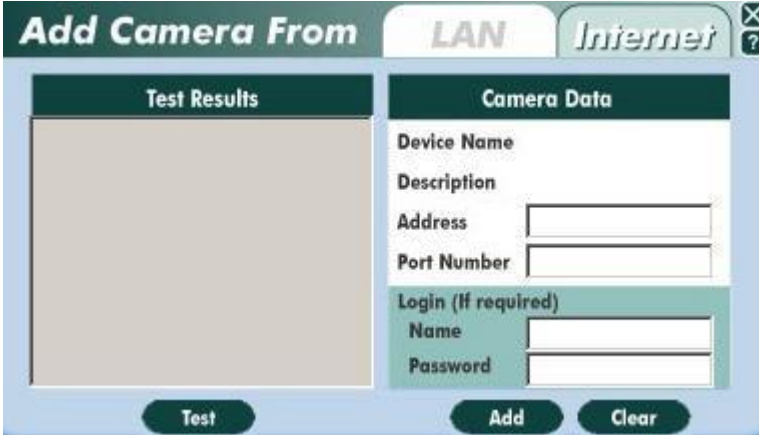 Add Camera From LAN Internet X
?
Test Results
Camera Data
Device Name
Description
Address
Port Number
Login (If required)
Name
Password
Test Add Clear